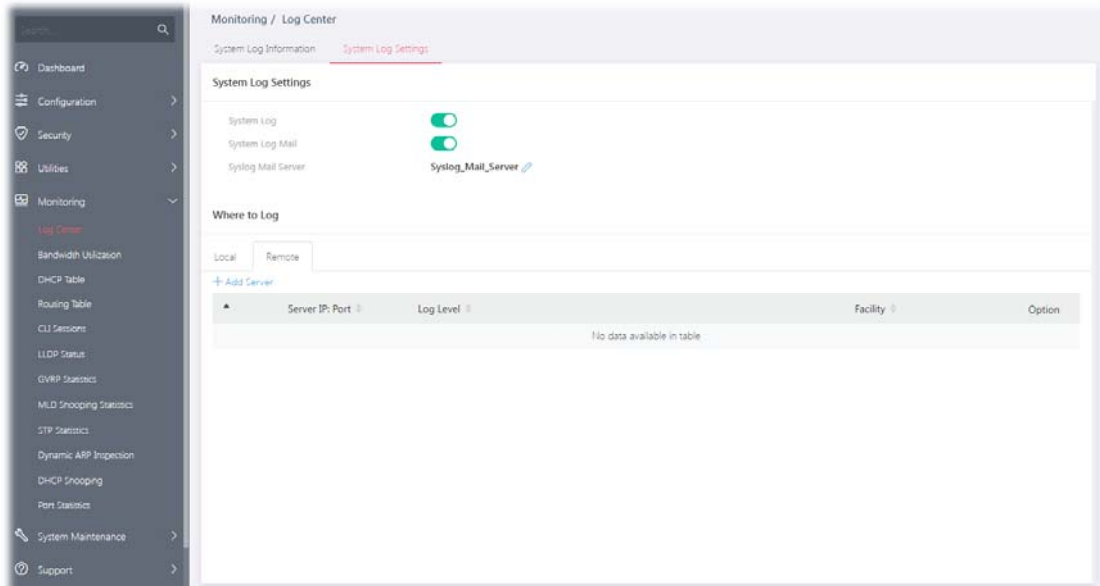 Search...
Dashboard
Configuration
Security
Utilities
Monitoring
Log Center
Bandwidth Utilization
DHCP Table
Routing Table
CLI Sessions
LLDP Status
GVRP Statistics
MLD Snooping Statistics
STP Statistics
Dynamic ARP Inspection
DHCP Snooping
Port Statistics
System Maintenance
Support
Monitoring / Log Center
System Log Information System Log Settings
System Log Settings
System Log
System Log Mail
Syslog Mail Server Syslog_Mail_Server
Where to Log
Local Remote
+ Add Server
Server IP: Port Log Level Facility Option
No data available in table